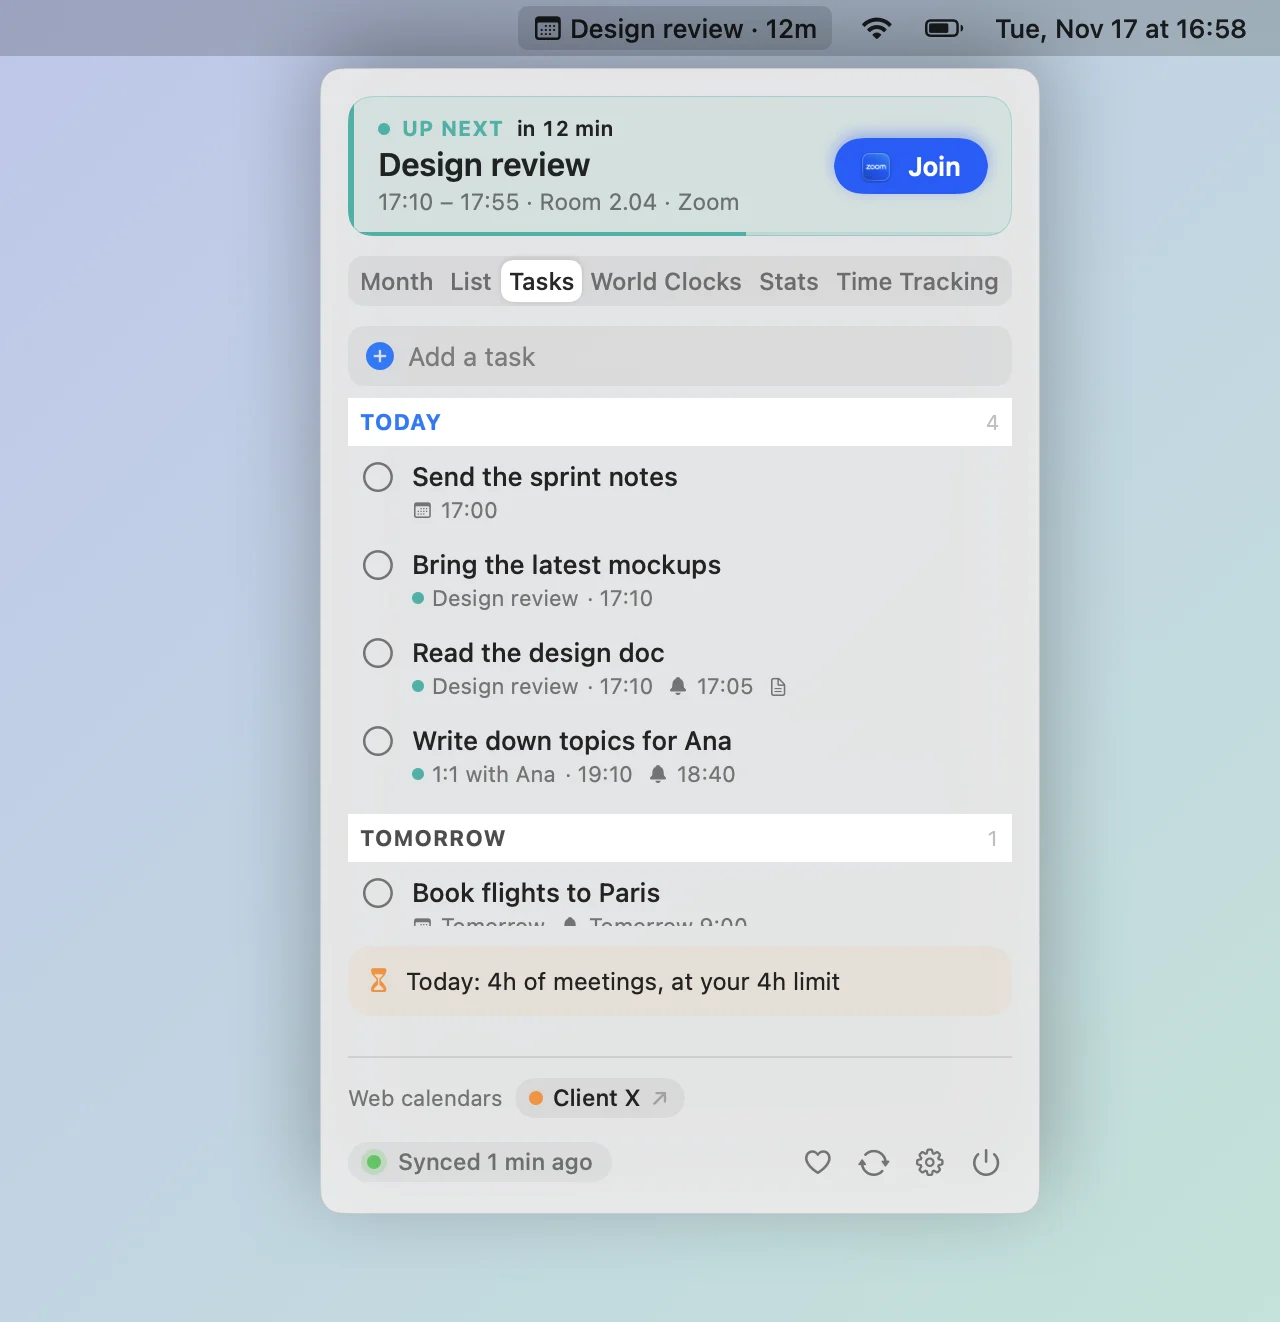 Design review · 12m
Tue, Nov 17 at 16:58
UP NEXT in 12 min
Design review
17:10 – 17:55 · Room 2.04 · Zoom
zoom
Join
Month List Tasks World Clocks Stats Time Tracking
Add a task
TODAY 4
Send the sprint notes
17:00
Bring the latest mockups
Design review · 17:10
Read the design doc
Design review · 17:10 17:05
Write down topics for Ana
1:1 with Ana · 19:10 18:40
TOMORROW 1
Book flights to Paris
Tomorrow Tomorrow 9:00
Today: 4h of meetings, at your 4h limit
Web calendars Client X
Synced 1 min ago